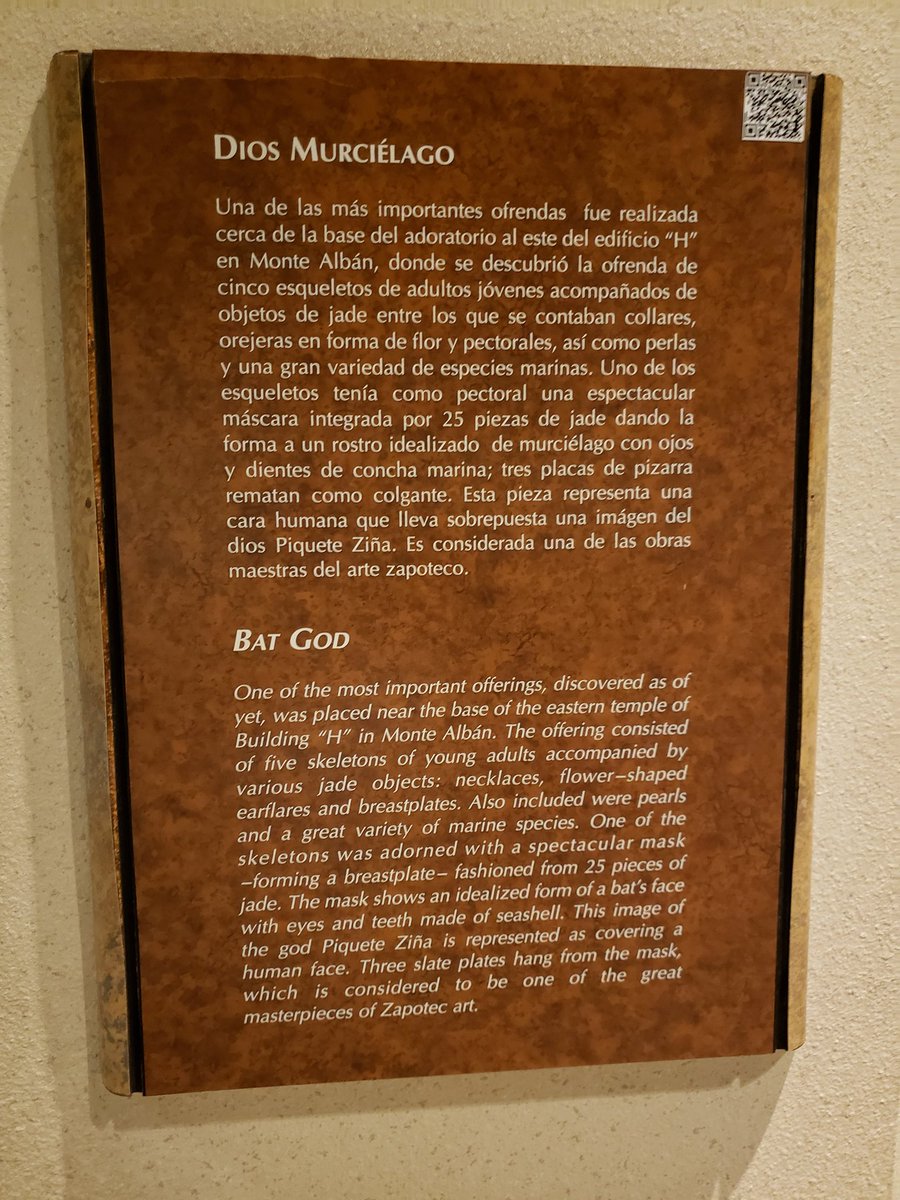 DIOS MURCIÉLAGO
Una de las más importantes ofrendas fue realizada
cerca de la base del adoratorio al este del edificio “H”
en Monte Albán, donde se descubrió la ofrenda de
cinco esqueletos de adultos jóvenes acompañados de
objetos de jade entre los que se contaban collares,
orejeras en forma de flor y pectorales, así como perlas
y una gran variedad de especies marinas. Uno de los
esqueletos tenía como pectoral una espectacular
máscara integrada por 25 piezas de jade dando la
forma a un rostro idealizado de murciélago con ojos
y dientes de concha marina; tres placas de pizarra
rematan como colgante. Esta pieza representa una
cara humana que lleva sobrepuesta una imágen del
dios Piquete Ziña. Es considerada una de las obras
maestras del arte zapoteco.
BAT GOD
One of the most important offerings, discovered as of
yet, was placed near the base of the eastern temple of
Building “H” in Monte Albán. The offering consisted
of five skeletons of young adults accompanied by
various jade objects: necklaces, flower–shaped
earflares and breastplates. Also included were pearls
and a great variety of marine species. One of the
skeletons was adorned with a spectacular mask
–forming a breastplate– fashioned from 25 pieces of
jade. The mask shows an idealized form of a bat’s face
with eyes and teeth made of seashell. This image of
the god Piquete Ziña is represented as covering a
human face. Three slate plates hang from the mask,
which is considered to be one of the great
masterpieces of Zapotec art.